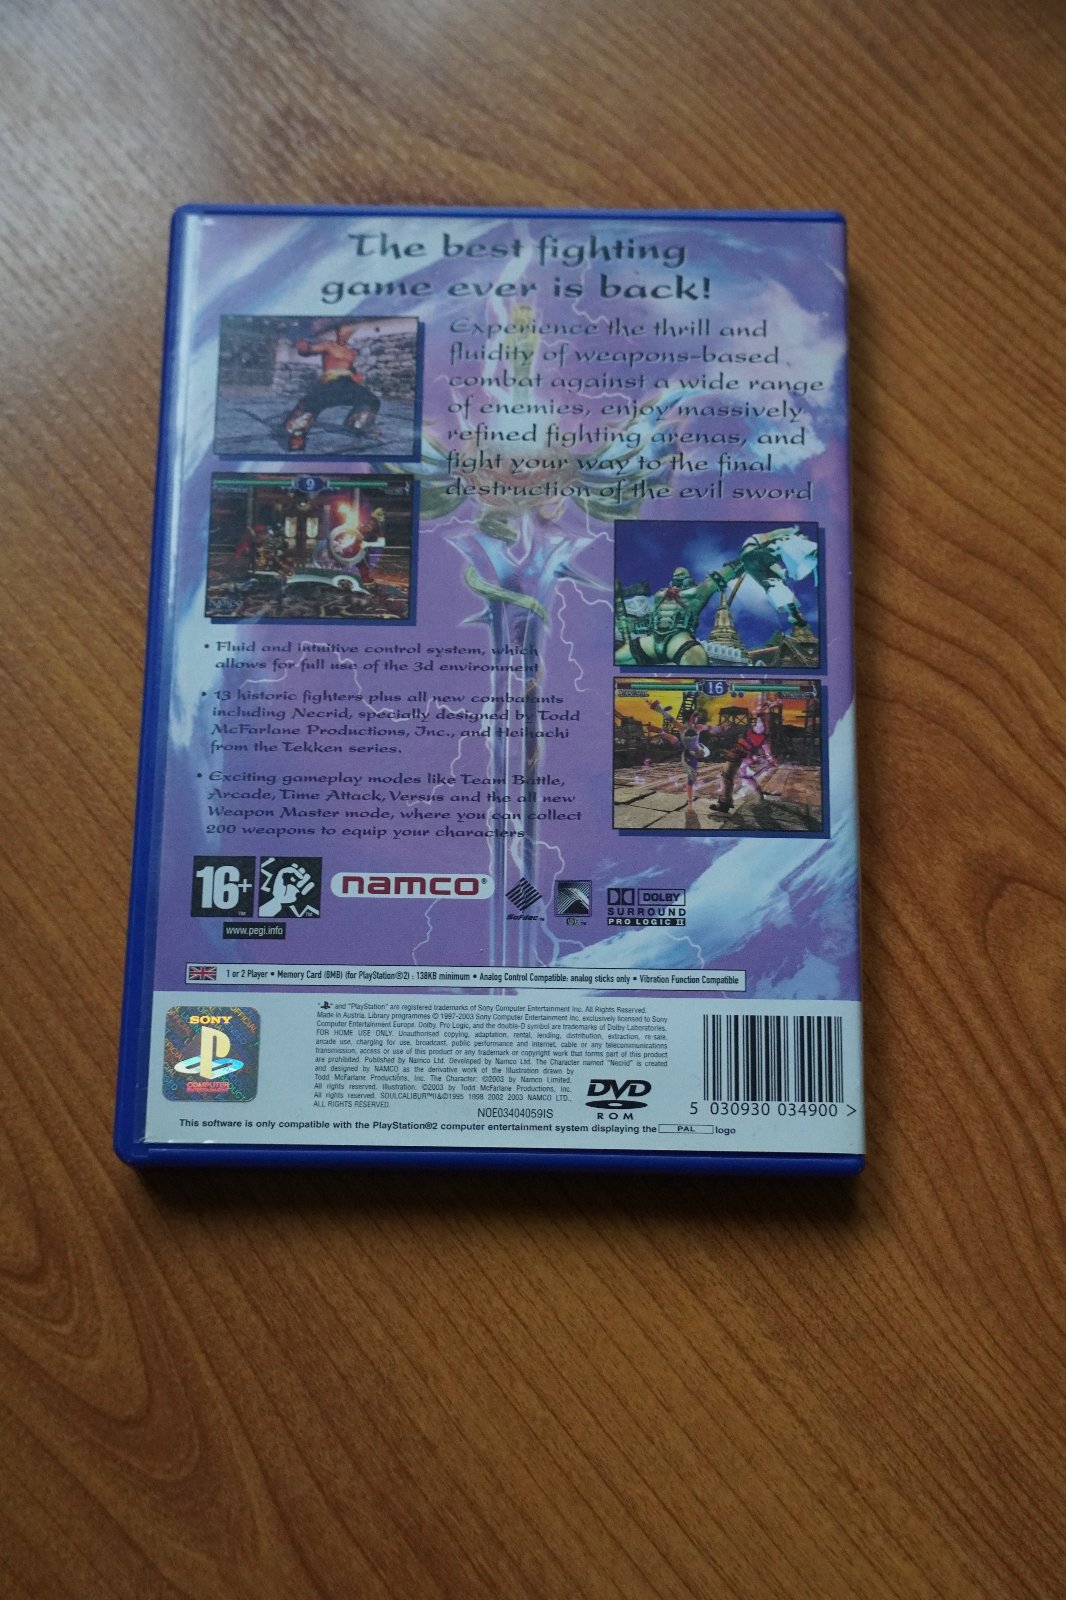 The best fighting
game ever is back!
Experience the thrill and
fluidity of weapons-based
combat against a wide range
of enemies, enjoy massively
refined fighting arenas, and
fight your way to the final
destruction of the evil sword
9
16
• Fluid and intuitive control system, which
allows for full use of the 3d environment
• 13 historic fighters plus all new combatants
including Necrid, specially designed by Todd
McFarlane Productions, Inc., and Heihachi
from the Tekken series.
• Exciting gameplay modes like Team Battle,
Arcade, Time Attack, Versus and the all new
Weapon Master mode, where you can collect
200 weapons to equip your characters
16+ TM
www.pegi.info
namco®
Sofdec™
DOLBY
SURROUND
PRO LOGIC II
1 or 2 Player • Memory Card (8MB) (for PlayStation®2) : 138KB minimum • Analog Control Compatible: analog sticks only • Vibration Function Compatible
SONY
COMPUTER
ENTERTAINMENT
" " and "PlayStation" are registered trademarks of Sony Computer Entertainment Inc. All Rights Reserved.
Made in Austria. Library programmes © 1997-2003 Sony Computer Entertainment Inc. exclusively licensed to Sony
Computer Entertainment Europe. Dolby, Pro Logic, and the double-D symbol are trademarks of Dolby Laboratories.
FOR HOME USE ONLY. Unauthorised copying, adaptation, rental, lending, distribution, extraction, re-sale,
arcade use, charging for use, broadcast, public performance and internet, cable or any telecommunications
transmission, access or use of this product or any trademark or copyright work that forms part of this product
are prohibited. Published by Namco Ltd. Developed by Namco Ltd. The Character named "Necrid" is created
and designed by NAMCO as the derivative work of the Illustration drawn by
Todd McFarlane Productions, Inc. The Character: ©2003 by Namco Limited.
All rights reserved. Illustration: ©2003 by Todd McFarlane Productions, Inc.
All rights reserved. SOULCALIBUR™II&©1995 1998 2002 2003 NAMCO LTD.,
ALL RIGHTS RESERVED.
N0E03404059IS
DVD
ROM
5 030930 034900 >
This software is only compatible with the PlayStation®2 computer entertainment system displaying the PAL logo